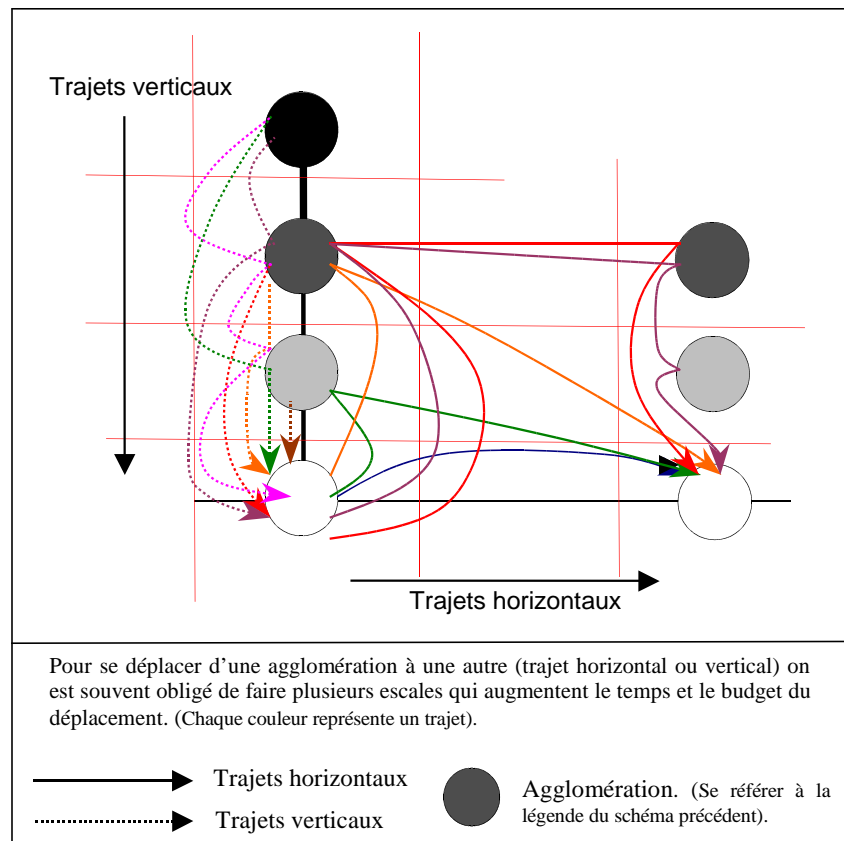 Trajets verticaux
Trajets horizontaux
Pour se déplacer d'une agglomération à une autre (trajet horizontal ou vertical) on
est souvent obligé de faire plusieurs escales qui augmentent le temps et le budget du
déplacement. (Chaque couleur représente un trajet).
Trajets horizontaux
Agglomération. (Se référer à la
légende du schéma précédent).
Trajets verticaux